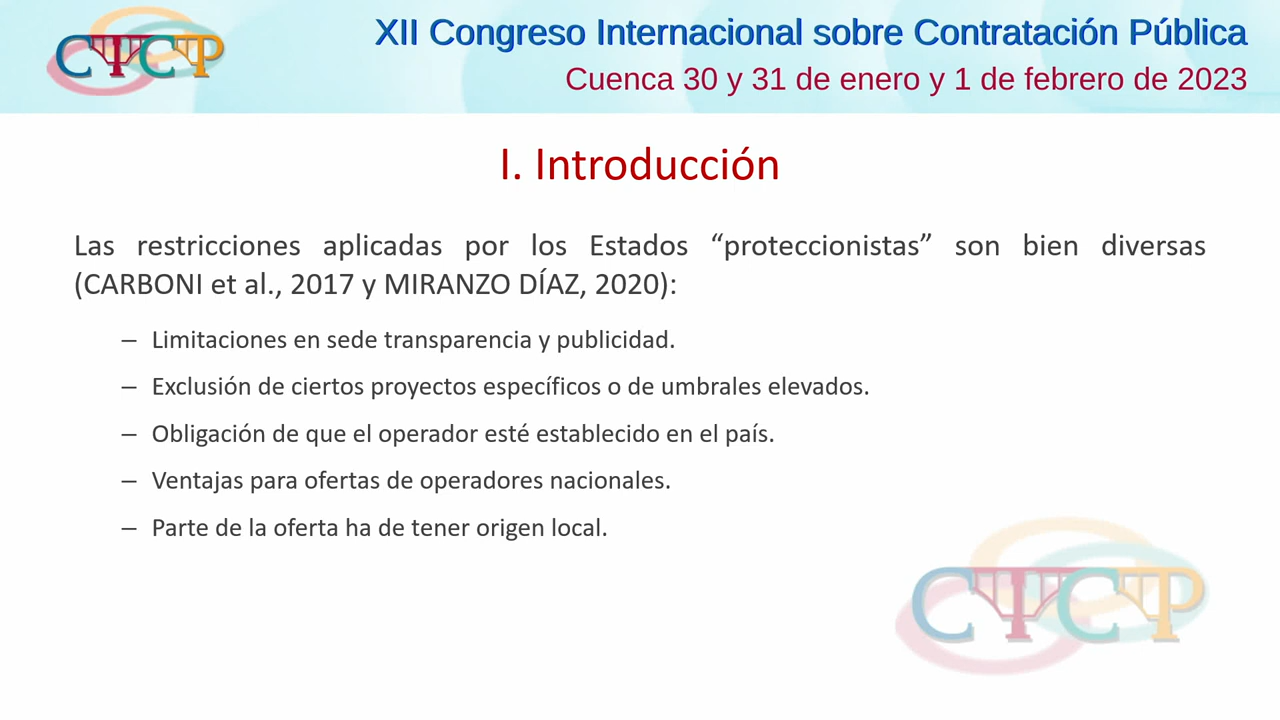 XII Congreso Internacional sobre Contratación Pública
Cuenca 30 y 31 de enero y 1 de febrero de 2023
I. Introducción
Las restricciones aplicadas por los Estados “proteccionistas” son bien diversas
(CARBONI et al., 2017 y MIRANZO DÍAZ, 2020):
– Limitaciones en sede transparencia y publicidad.
– Exclusión de ciertos proyectos específicos o de umbrales elevados.
– Obligación de que el operador esté establecido en el país.
– Ventajas para ofertas de operadores nacionales.
– Parte de la oferta ha de tener origen local.